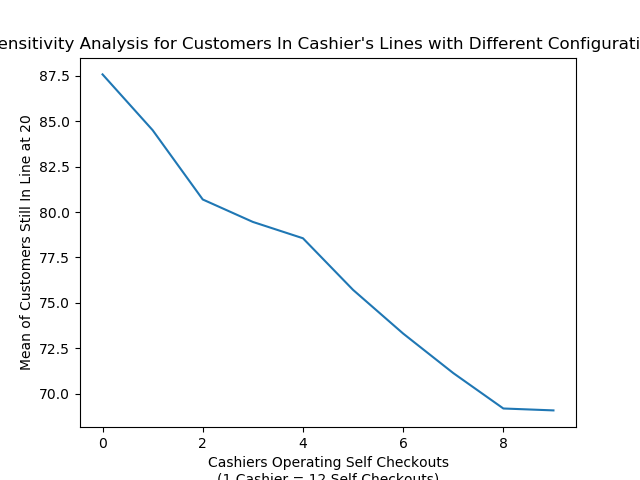 ensitivity Analysis for Customers In Cashier's Lines with Different Configurati
87.5
85.0
82.5
80.0
77.5
75.0
72.5
70.0
Mean of Customers Still In Line at 20
0 2 4 6 8
Cashiers Operating Self Checkouts
(1 Cashier = 12 Self Checkouts)